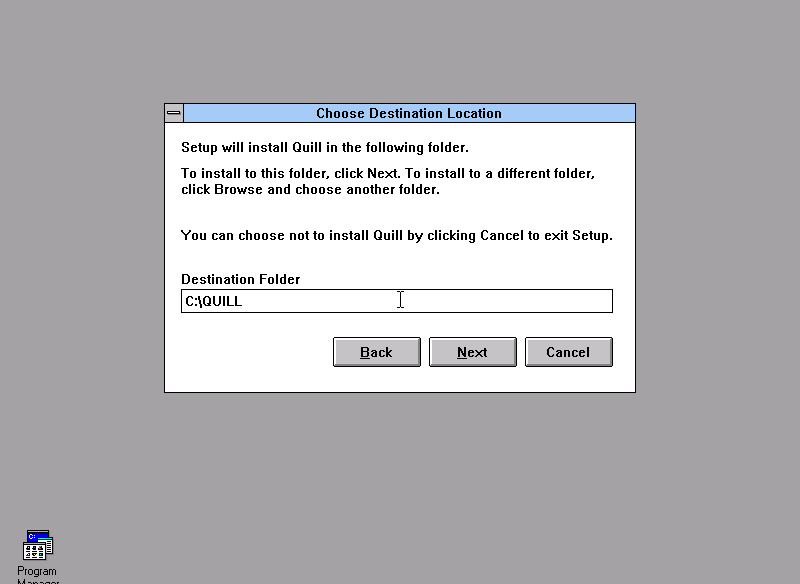 Choose Destination Location
Setup will install Quill in the following folder.
To install to this folder, click Next. To install to a different folder,
click Browse and choose another folder.
You can choose not to install Quill by clicking Cancel to exit Setup.
Destination Folder
C:\QUILL
Back
Next
Cancel
C:\
Program
Manager